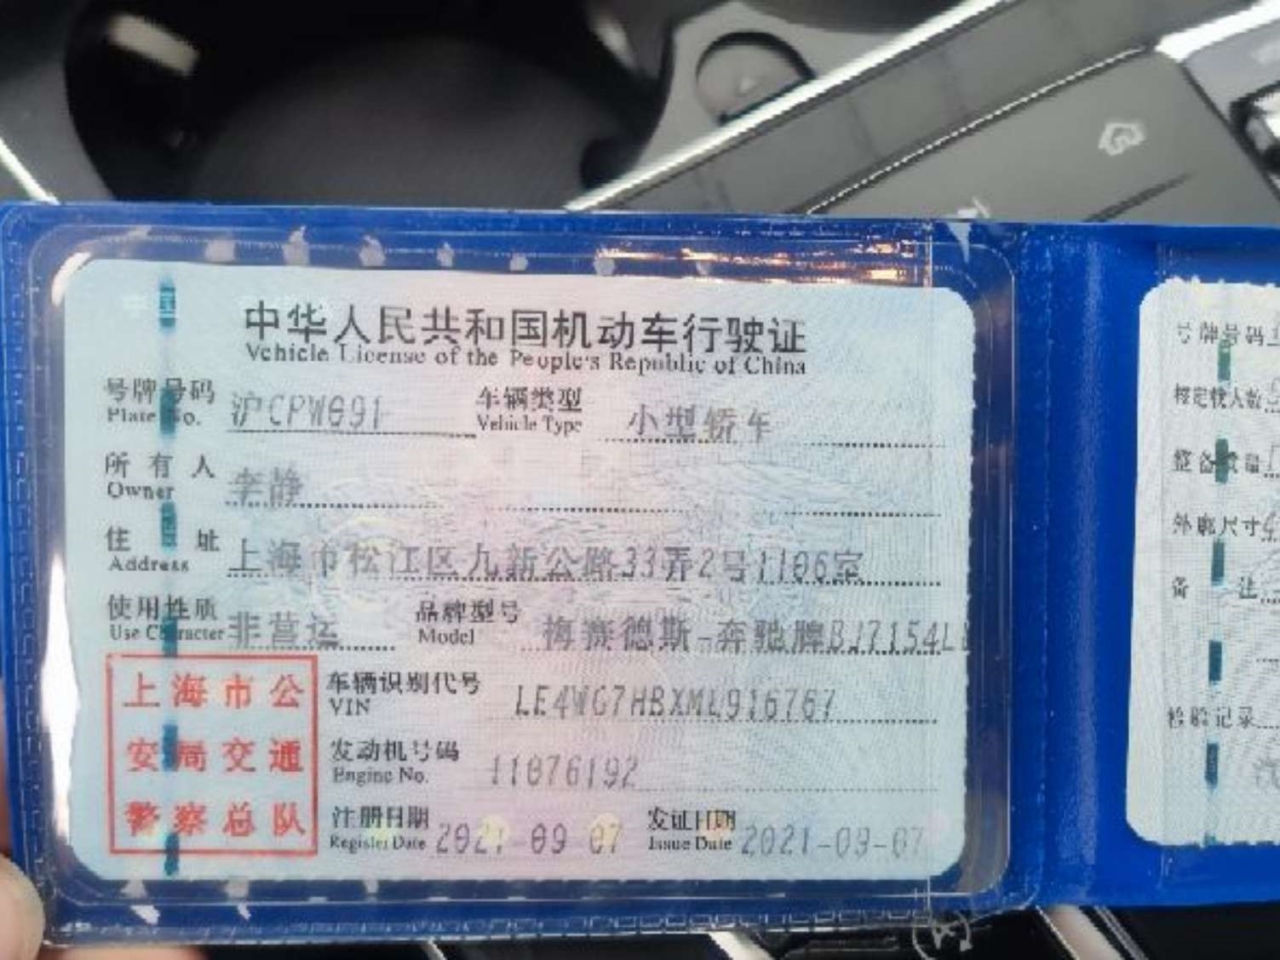 中华人民共和国机动车行驶证
Vehicle License of the People's Republic of China
号牌号码 沪CPW691 车辆类型 小型轿车
Plate No. Vehicle Type
所有人 李静
Owner
住址 上海市松江区九新公路33弄2号1106室
Address
使用性质 非营运 品牌型号 梅赛德斯-奔驰牌BJ7154L
Use Character Model
上海市公
安局交通
警察总队
车辆识别代号 LE4WG7HBXML916767
VIN
发动机号码 11076192
Engine No.
注册日期 2021-09-07 发证日期 2021-09-07
Register Date Issue Date
号牌号码
核定载人数
整备质量
外廓尺寸
备注
检验记录